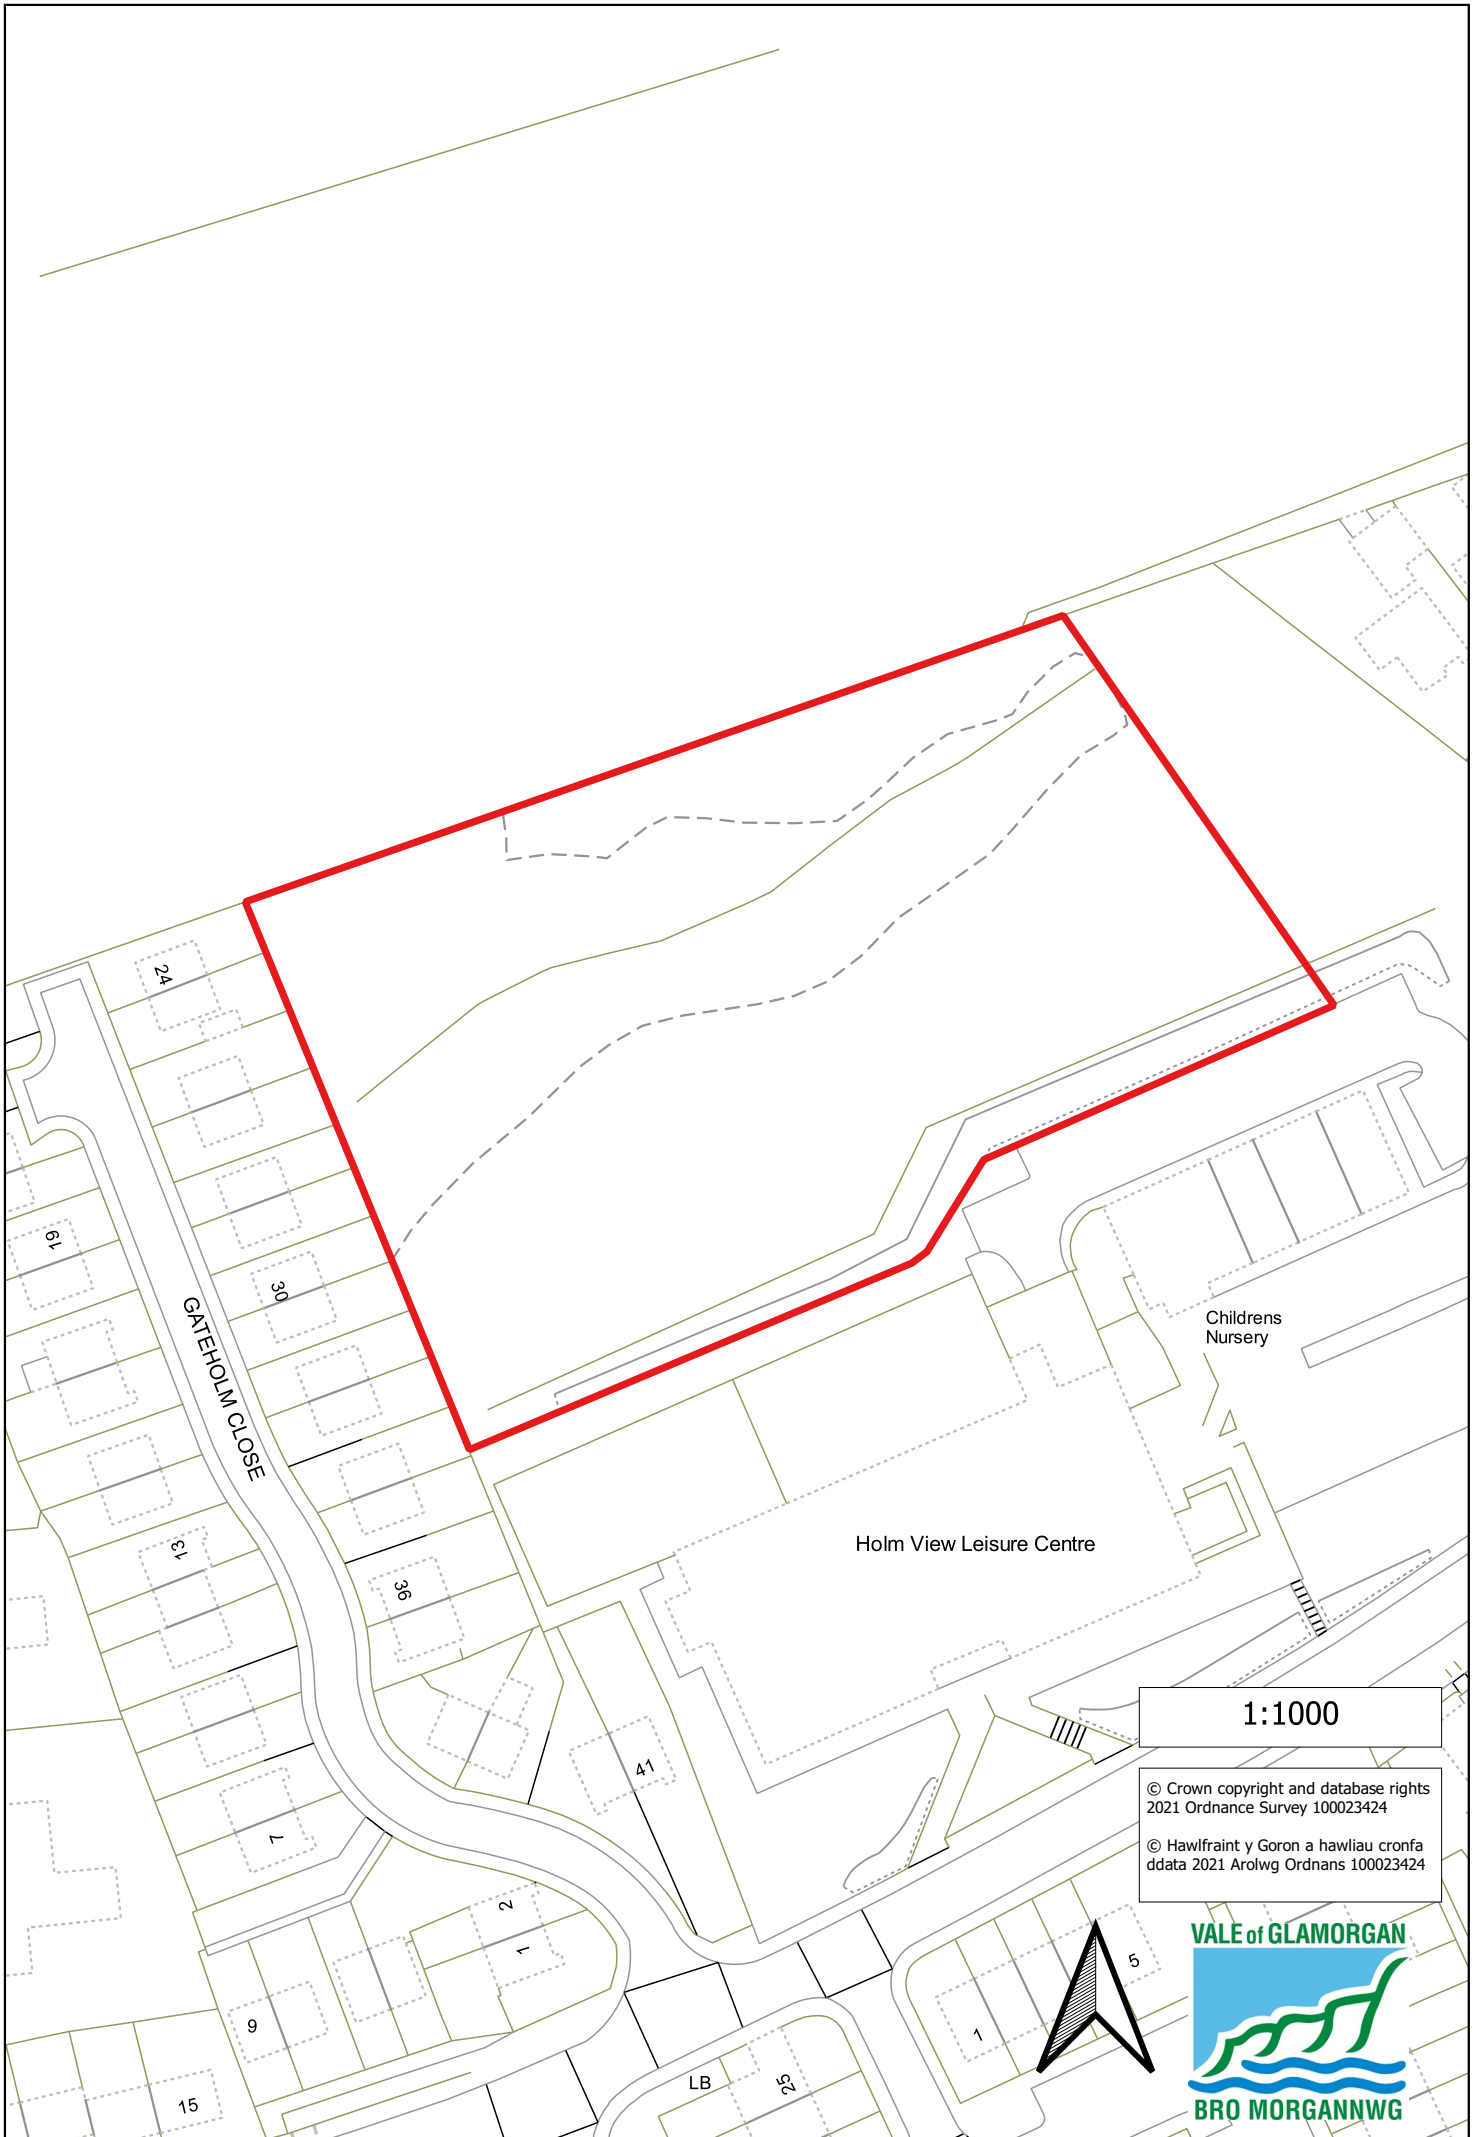 24
19
30
GATEHOLM CLOSE
Childrens
Nursery
13
36
Holm View Leisure Centre
41
7
2
1
9
15
LB
25
1
5
1:1000
© Crown copyright and database rights
2021 Ordnance Survey 100023424
© Hawlfraint y Goron a hawliau cronfa
ddata 2021 Arolwg Ordnans 100023424
VALE of GLAMORGAN
BRO MORGANNWG